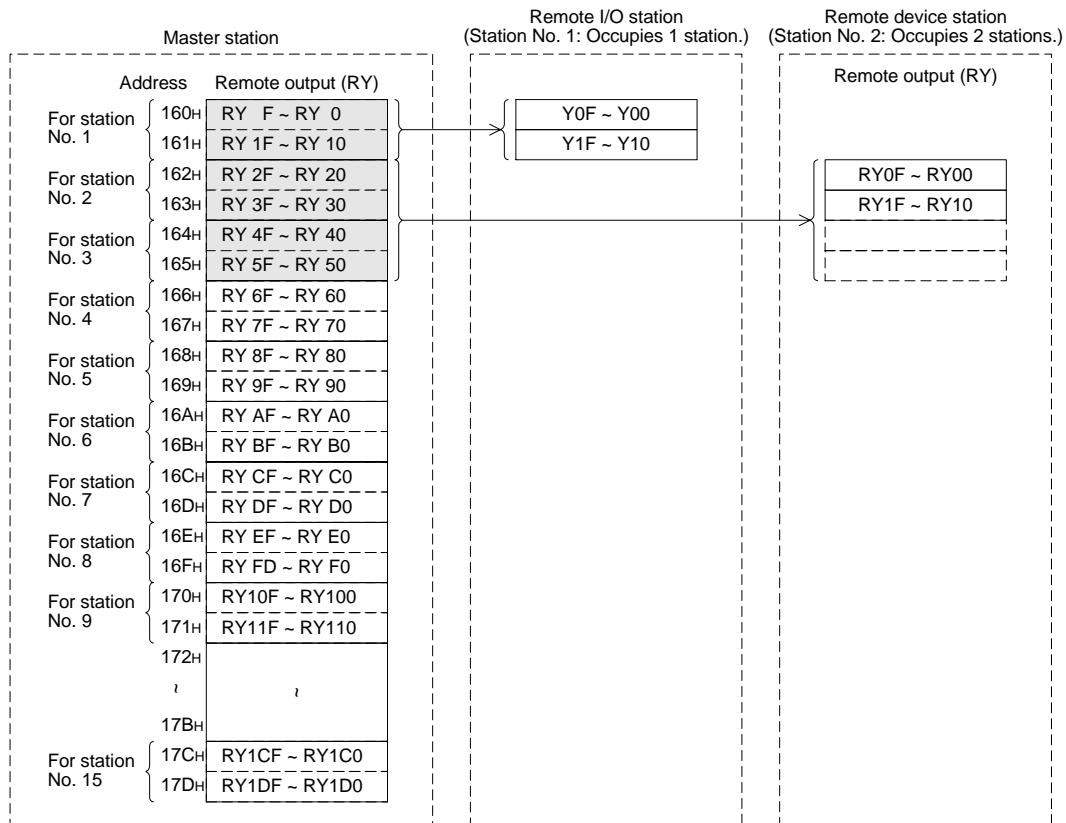 Master station
Remote I/O station
(Station No. 1: Occupies 1 station.)
Remote device station
(Station No. 2: Occupies 2 stations.)
Address Remote output (RY)
Remote output (RY)
For station No. 1
160H RY F ~ RY 0
161H RY 1F ~ RY 10
Y0F ~ Y00
Y1F ~ Y10
For station No. 2
162H RY 2F ~ RY 20
163H RY 3F ~ RY 30
RY0F ~ RY00
RY1F ~ RY10
For station No. 3
164H RY 4F ~ RY 40
165H RY 5F ~ RY 50
For station No. 4
166H RY 6F ~ RY 60
167H RY 7F ~ RY 70
For station No. 5
168H RY 8F ~ RY 80
169H RY 9F ~ RY 90
For station No. 6
16AH RY AF ~ RY A0
16BH RY BF ~ RY B0
For station No. 7
16CH RY CF ~ RY C0
16DH RY DF ~ RY D0
For station No. 8
16EH RY EF ~ RY E0
16FH RY FD ~ RY F0
For station No. 9
170H RY10F ~ RY100
171H RY11F ~ RY110
172H
~ ~
17BH
For station No. 15
17CH RY1CF ~ RY1C0
17DH RY1DF ~ RY1D0